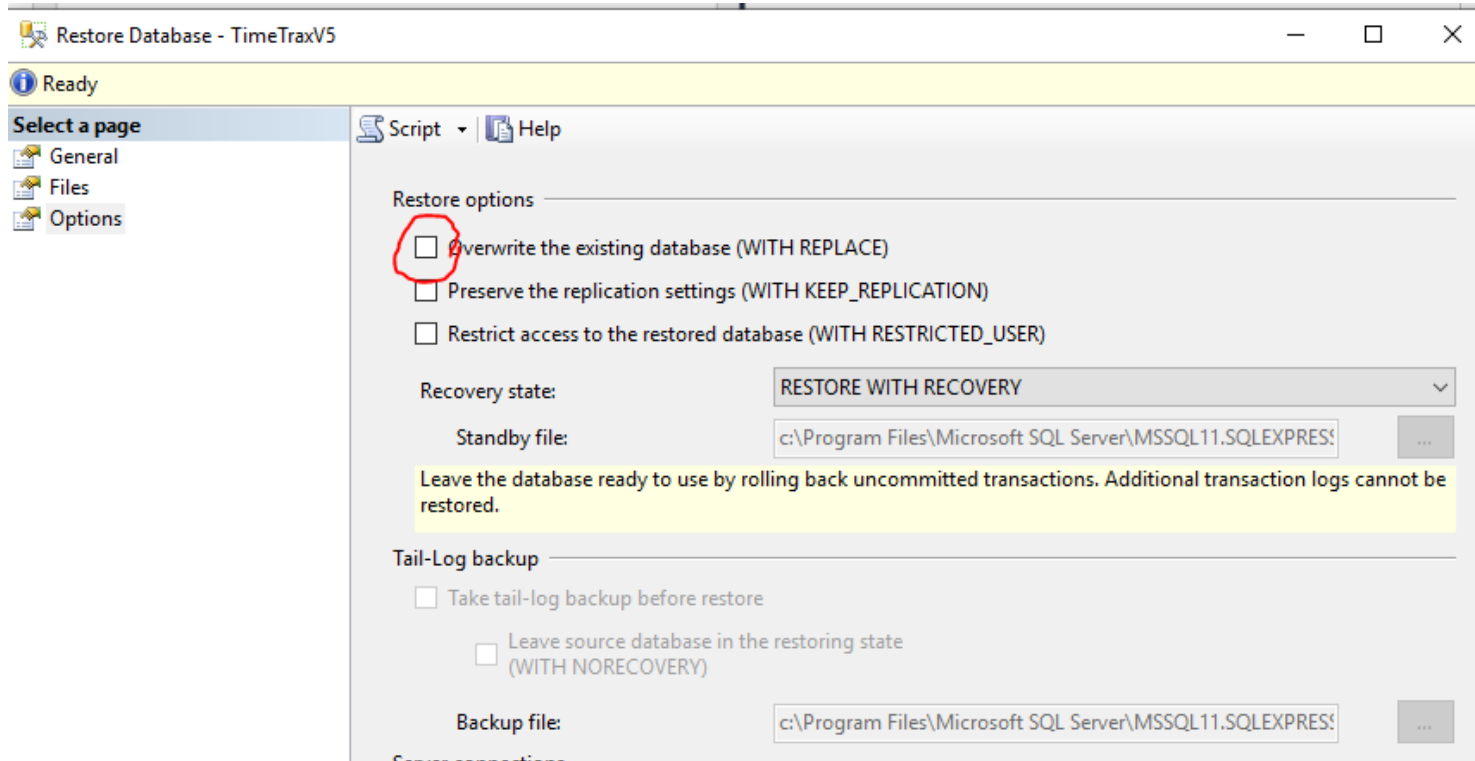 Restore Database - TimeTraxV5
Ready
Select a page
General
Files
Options
Script
Help
Restore options
Overwrite the existing database (WITH REPLACE)
Preserve the replication settings (WITH KEEP_REPLICATION)
Restrict access to the restored database (WITH RESTRICTED_USER)
Recovery state:
RESTORE WITH RECOVERY
Standby file:
c:\Program Files\Microsoft SQL Server\MSSQL11.SQLEXPRES
...
Leave the database ready to use by rolling back uncommitted transactions. Additional transaction logs cannot be
restored.
Tail-Log backup
Take tail-log backup before restore
Leave source database in the restoring state
(WITH NORECOVERY)
Backup file:
c:\Program Files\Microsoft SQL Server\MSSQL11.SQLEXPRES
...
Server connections